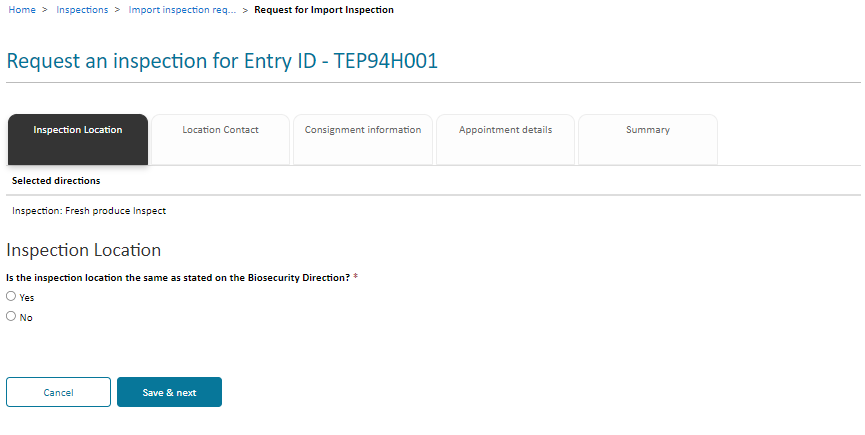 Home > Inspections > Import inspection req... > Request for Import Inspection
Request an inspection for Entry ID - TEP94H001
Inspection Location Location Contact Consignment information Appointment details Summary
Selected directions
Inspection: Fresh produce Inspect
Inspection Location
Is the inspection location the same as stated on the Biosecurity Direction? *
Yes
No
Cancel Save & next